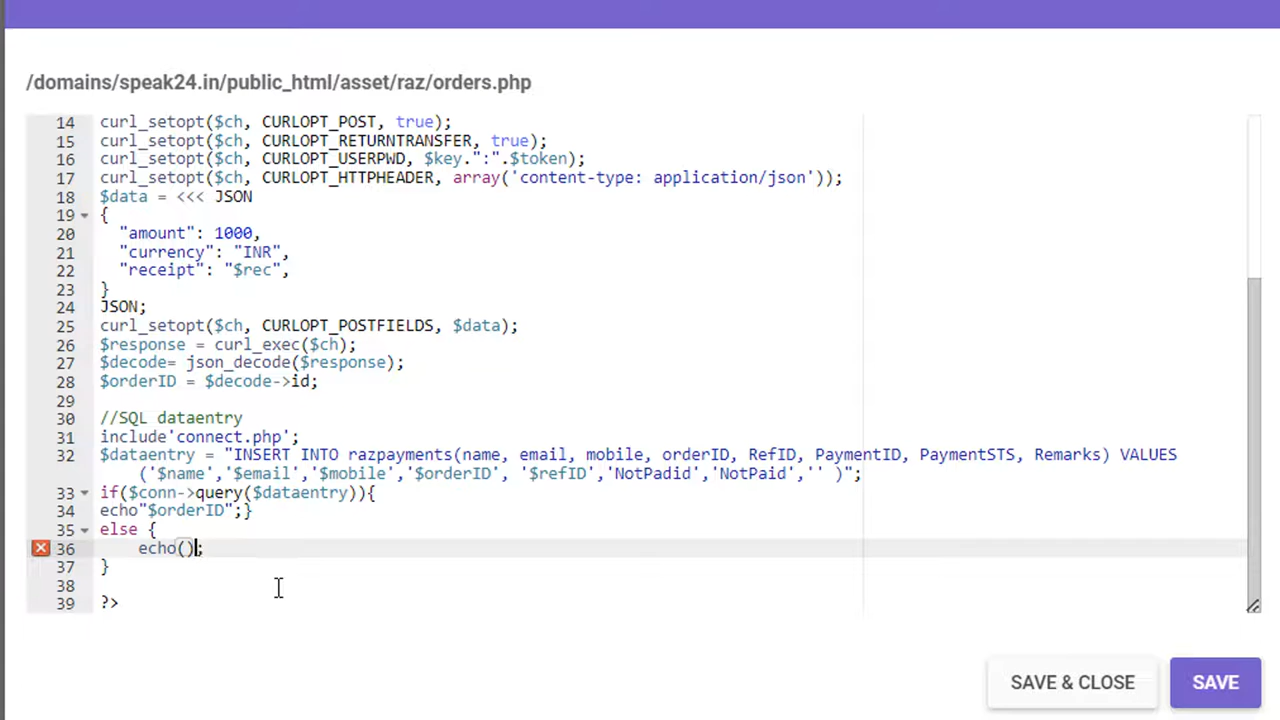 /domains/speak24.in/public_html/asset/raz/orders.php
14 curl_setopt($ch, CURLOPT_POST, true);
15 curl_setopt($ch, CURLOPT_RETURNTRANSFER, true);
16 curl_setopt($ch, CURLOPT_USERPWD, $key.":".$token);
17 curl_setopt($ch, CURLOPT_HTTPHEADER, array('content-type: application/json'));
18 $data = <<< JSON
19 {
20 "amount": 1000,
21 "currency": "INR",
22 "receipt": "$rec",
23 }
24 JSON;
25 curl_setopt($ch, CURLOPT_POSTFIELDS, $data);
26 $response = curl_exec($ch);
27 $decode= json_decode($response);
28 $orderID = $decode->id;
29
30 //SQL dataentry
31 include'connect.php';
32 $dataentry = "INSERT INTO razpayments(name, email, mobile, orderID, RefID, PaymentID, PaymentSTS, Remarks) VALUES
('$name','$email','$mobile','$orderID', '$refID','NotPadid','NotPaid','' )";
33 if($conn->query($dataentry)){
34 echo"$orderID";}
35 else {
36 echo();
37 }
38
39 ?>
SAVE & CLOSE
SAVE